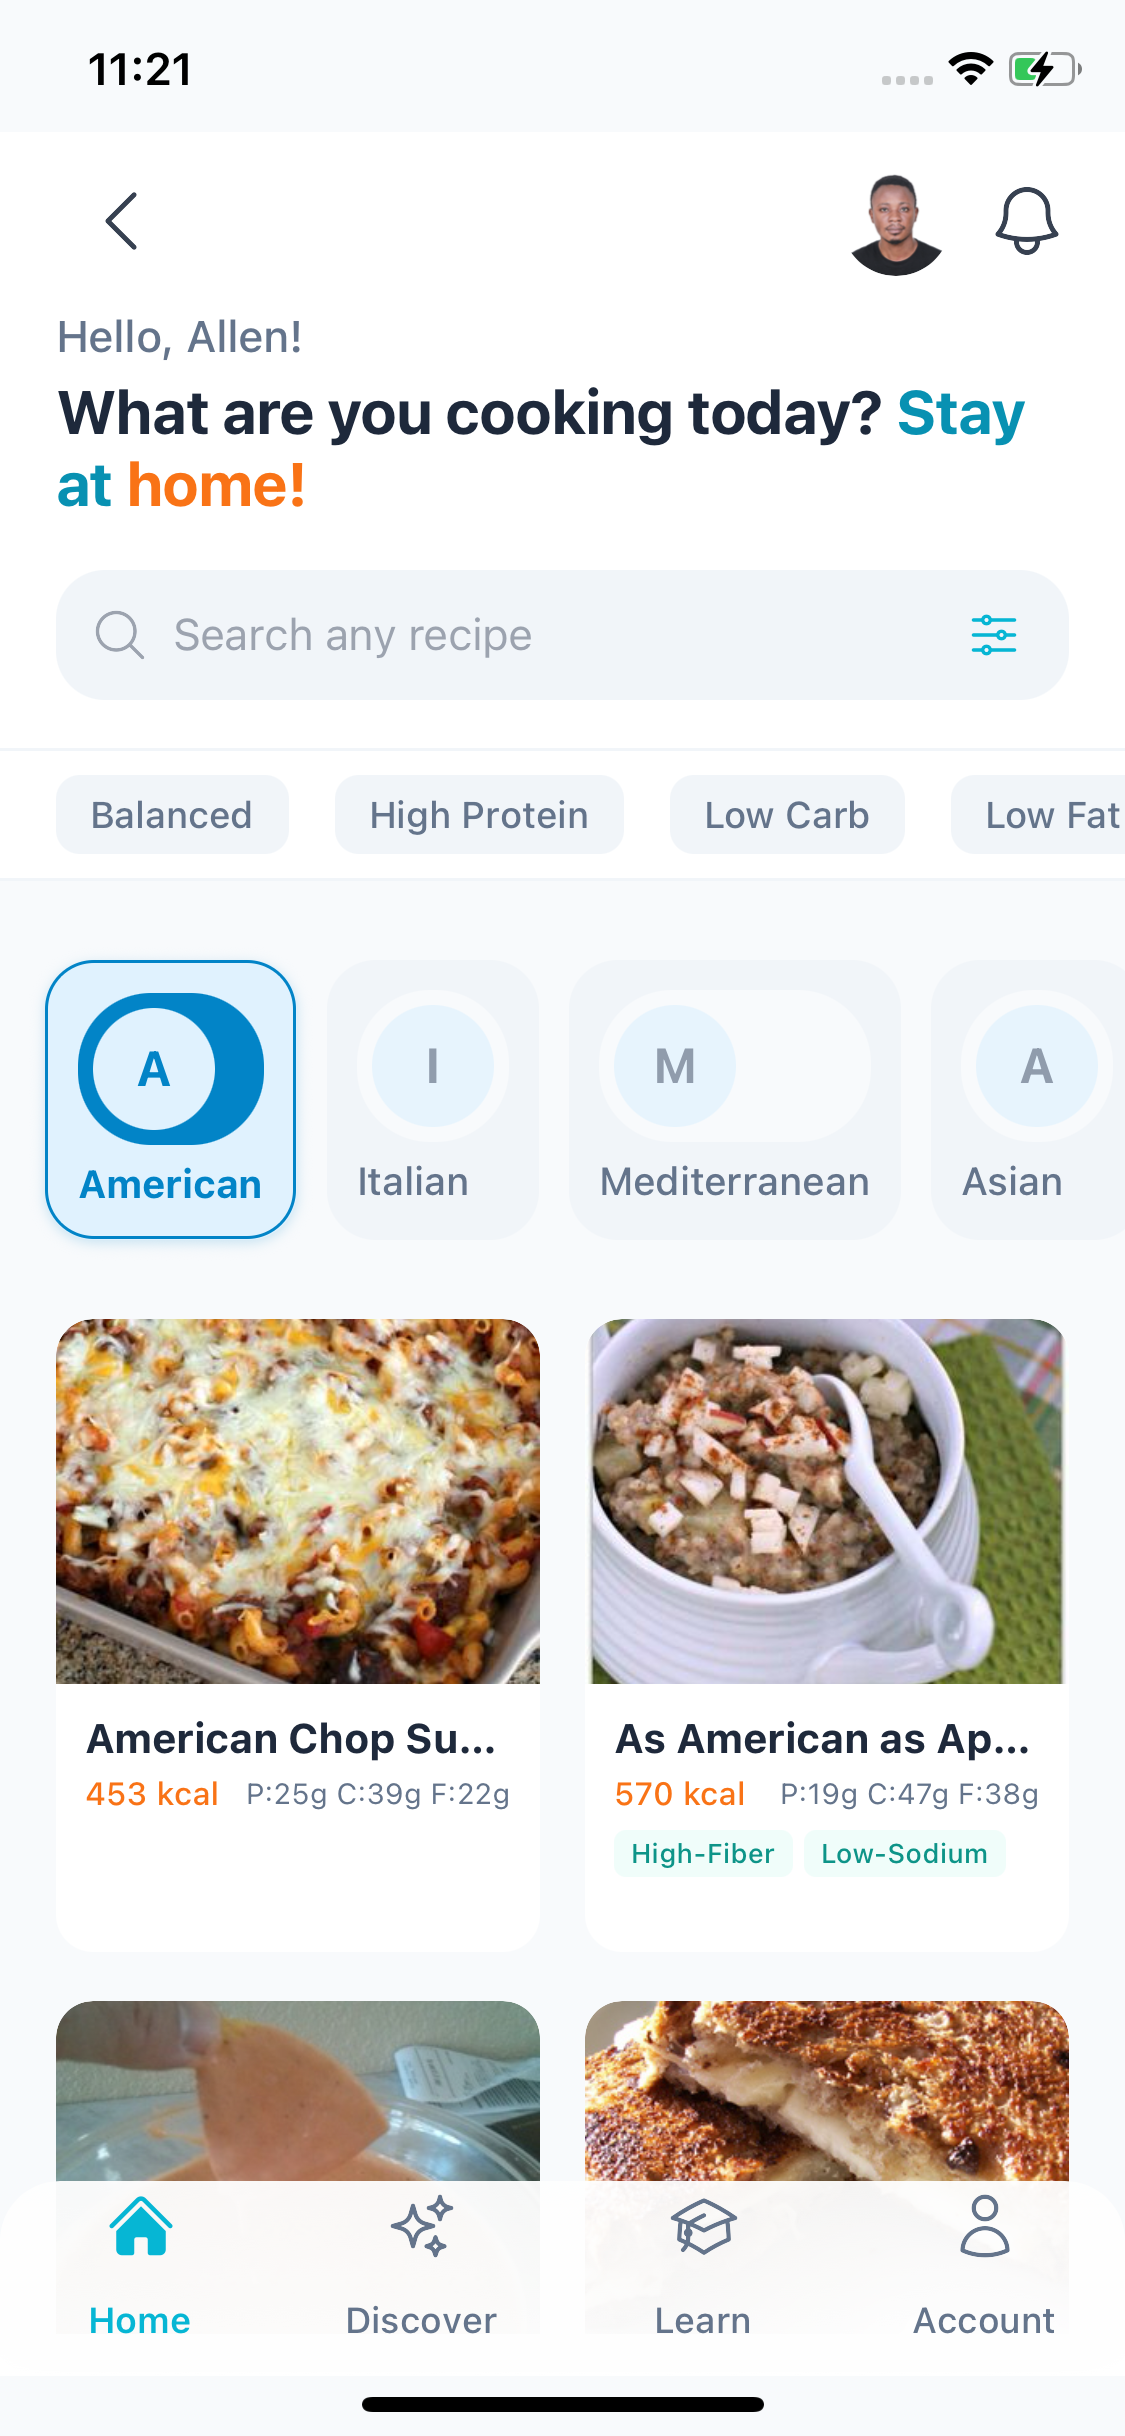 11:21
Hello, Allen!
What are you cooking today? Stay
at home!
Search any recipe
Balanced
High Protein
Low Carb
Low Fat
A
I
M
A
American
Italian
Mediterranean
Asian
American Chop Su...
453 kcal P:25g C:39g F:22g
As American as Ap...
570 kcal P:19g C:47g F:38g
High-Fiber
Low-Sodium
Home
Discover
Learn
Account